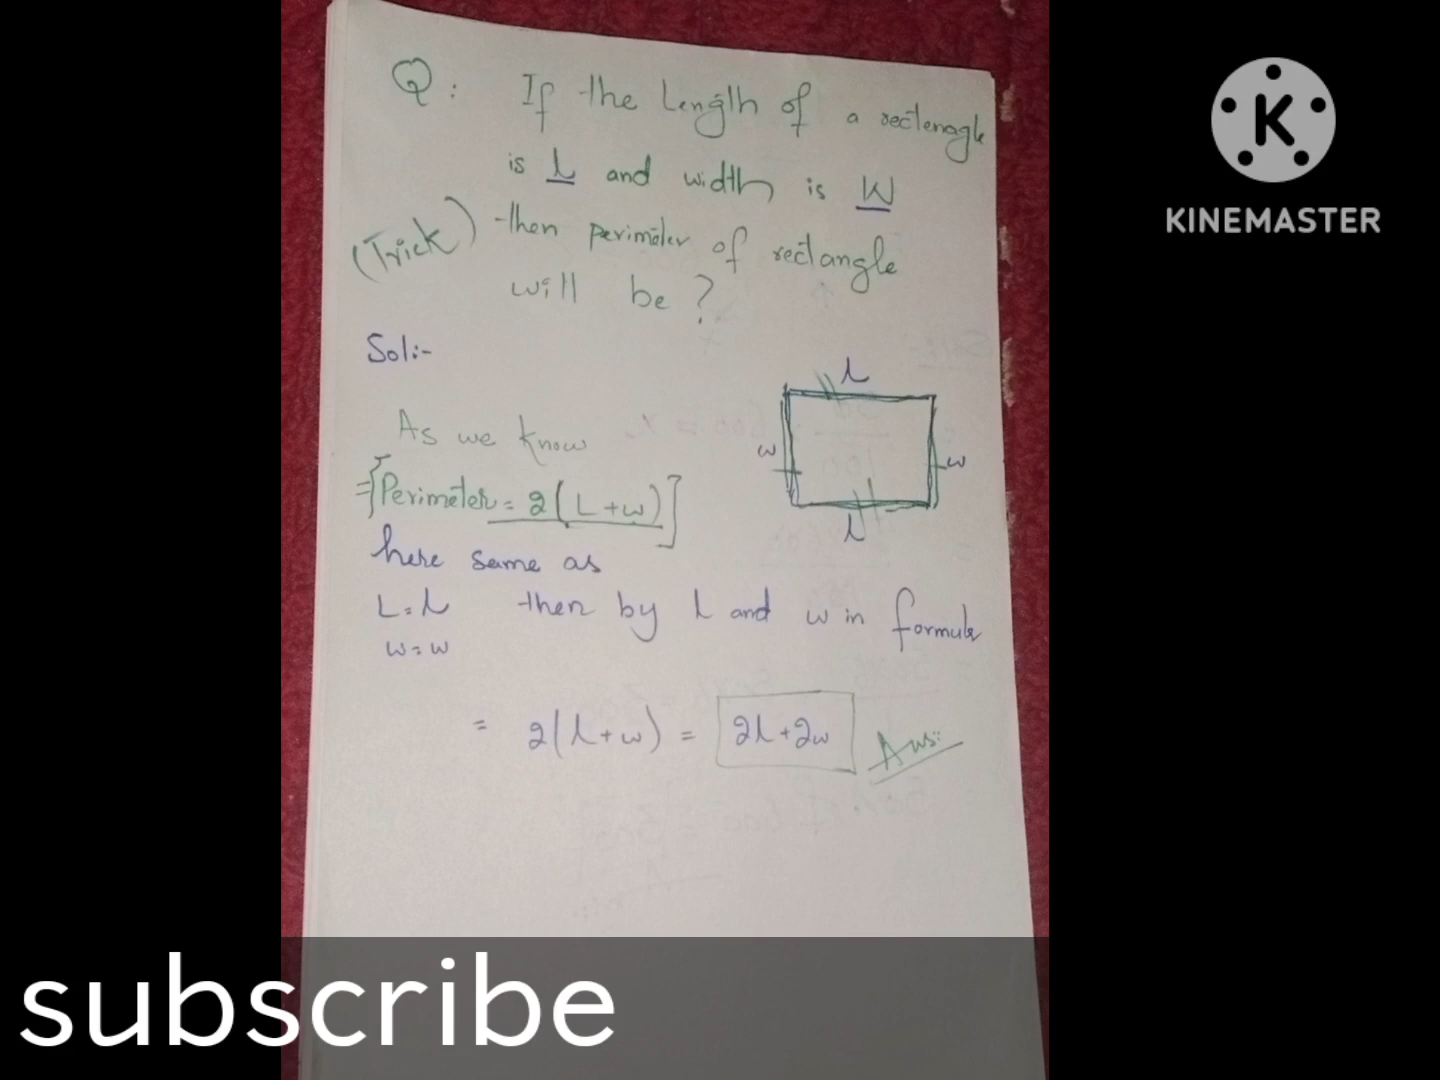 Q: If the Length of a rectenagle
is L and width is W
(Trick) then perimeter of rectangle
will be ?
Sol:-
As we know
Perimeter = 2(L+w)
here same as
L=L then by L and w in formula
w=w
= 2(L+w) = 2L+2w Ans:
L
w w
L
KINEMASTER
subscribe